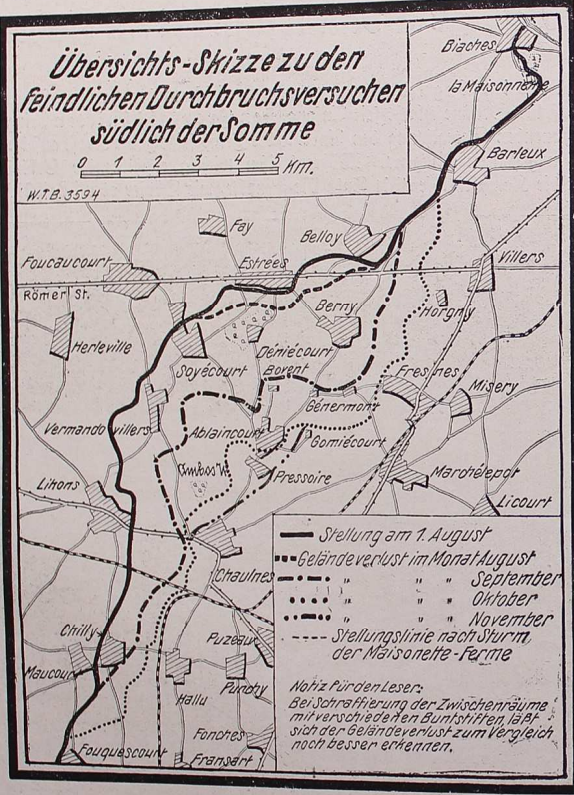 Übersichts-Skizze zu den
feindlichen Durchbruchsversuchen
südlich der Somme
0 1 2 3 4 5 Km.
W.T.B. 3594
Biaches
la Maisonnette
Barleux
Fay
Belloy
Villers
Foucaucourt
Estrées
Römer St.
Berny
Horgny
Herleville
Déniécourt
Soyécourt
Bovent
Fresnes
Misery
Génermont
Vermandovillers
Ablaincourt
Gomiécourt
Ambos W.
Pressoire
Marchélepot
Lihons
Licourt
Chaulnes
Chilly
Puzeau
Maucourt
Punchy
Hallu
Fonches
Fouquescourt
Fransart
Stellung am 1. August
Geländeverlust im Monat August
" " " September
" " " Oktober
" " " November
Stellungslinie nach Sturm
der Maisonette-Ferme
Notiz für den Leser:
Bei Schraffierung der Zwischenräume
mit verschiedenen Buntstiften, läßt
sich der Geländeverlust zum Vergleich
noch besser erkennen.